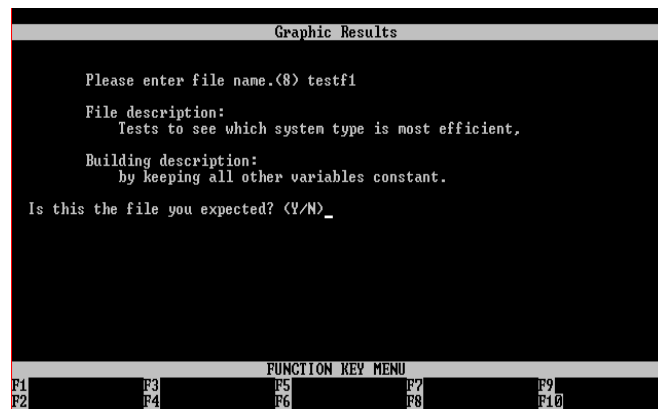 Graphic Results
Please enter file name.(8) testf1
File description:
Tests to see which system type is most efficient,
Building description:
by keeping all other variables constant.
Is this the file you expected? (Y/N)_
FUNCTION KEY MENU
F1 F3 F5 F7 F9
F2 F4 F6 F8 F10